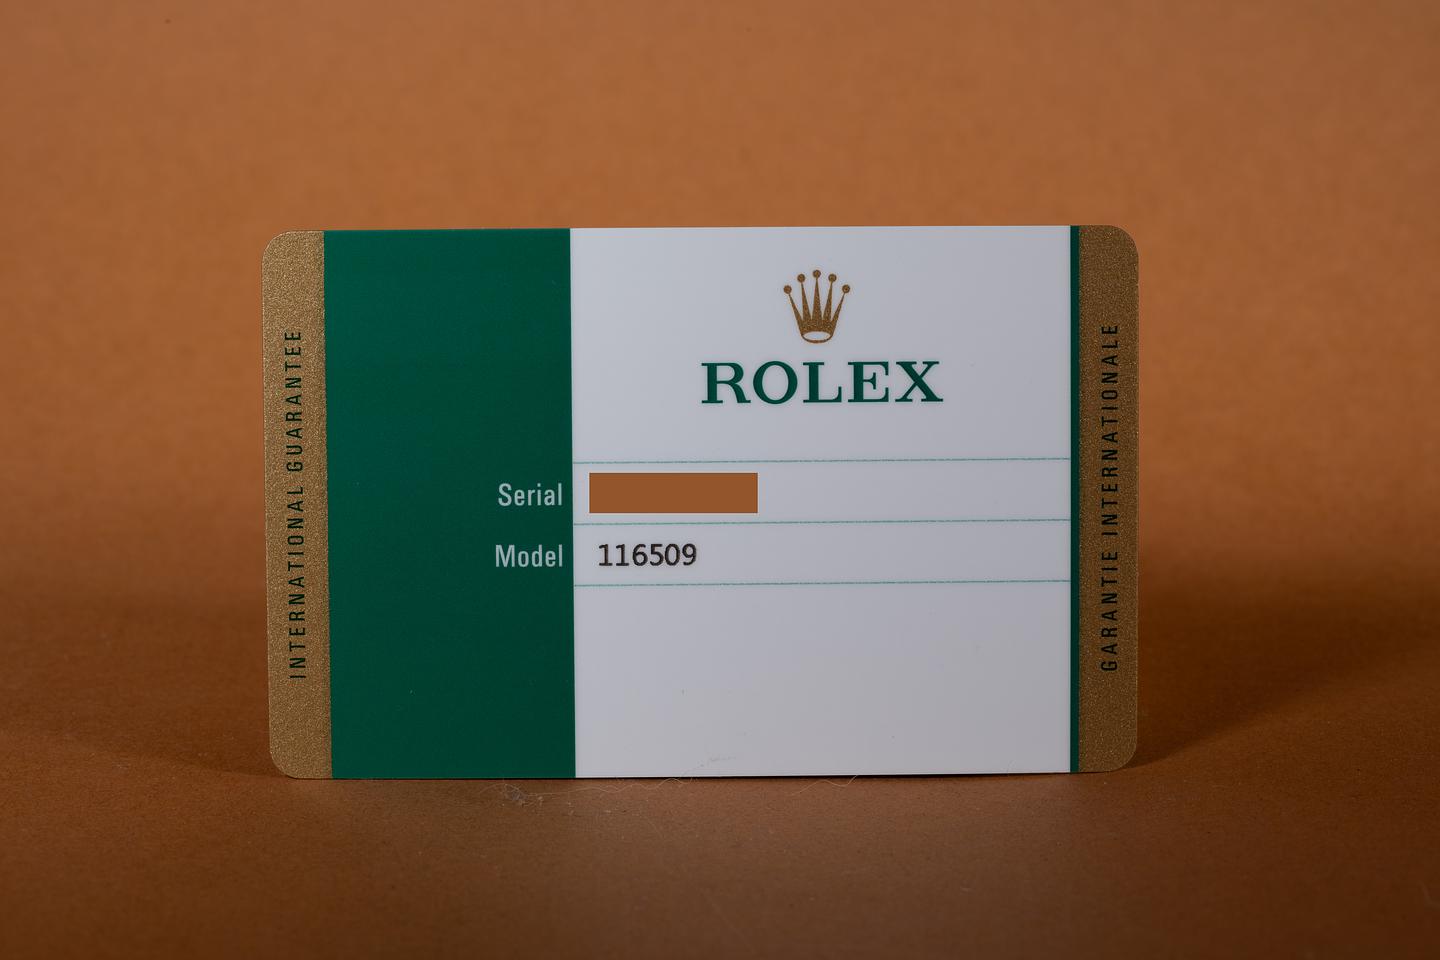 INTERNATIONAL GUARANTEE
ROLEX
Serial
Model 116509
GARANTIE INTERNATIONALE